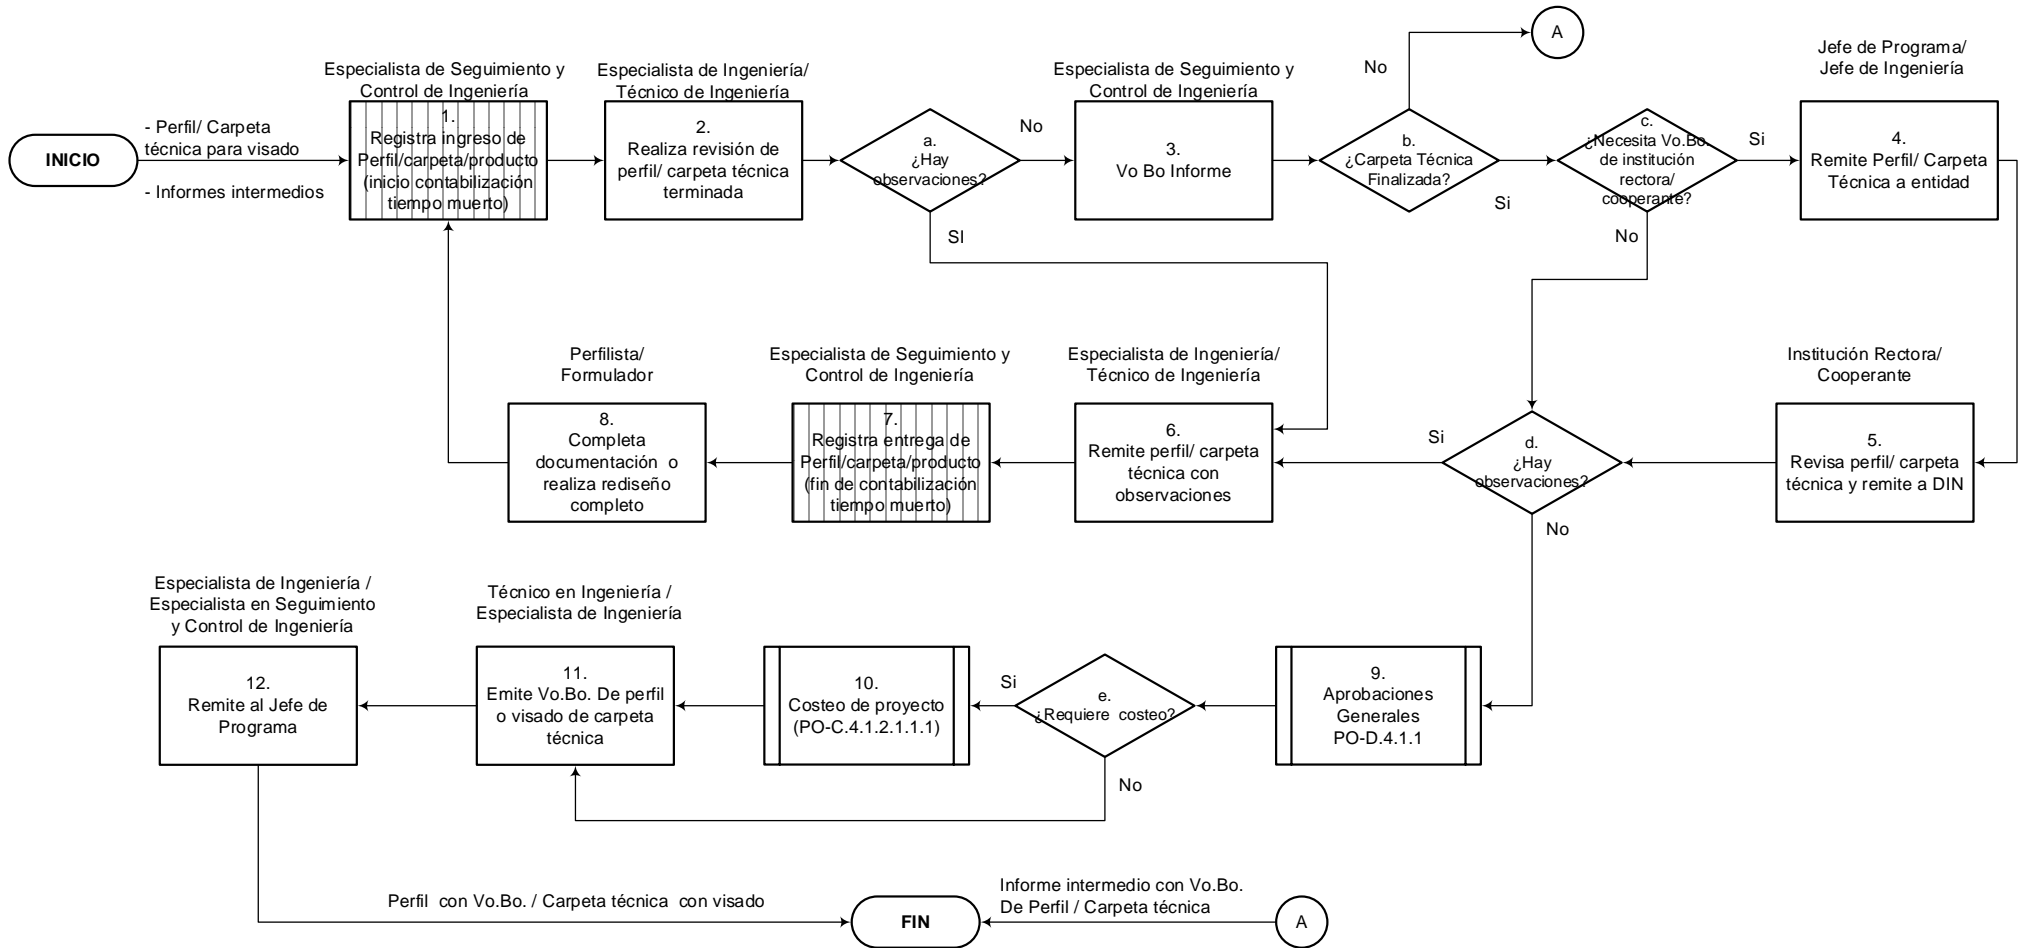 A
No
Jefe de Programa/
Jefe de Ingeniería
Especialista de Seguimiento y
Control de Ingeniería
Especialista de Ingeniería/
Técnico de Ingeniería
Especialista de Seguimiento y
Control de Ingeniería
INICIO
- Perfil/ Carpeta
técnica para visado
- Informes intermedios
1.
Registra ingreso de
Perfil/carpeta/producto
(inicio contabilización
tiempo muerto)
2.
Realiza revisión de
perfil/ carpeta técnica
terminada
a.
¿Hay
observaciones?
No
SI
3.
Vo Bo Informe
b.
¿Carpeta Técnica
Finalizada?
Si
c.
¿Necesita Vo.Bo.
de institución
rectora/
cooperante?
Si
No
4.
Remite Perfil/ Carpeta
Técnica a entidad
Perfilista/
Formulador
Especialista de Seguimiento y
Control de Ingeniería
Especialista de Ingeniería/
Técnico de Ingeniería
Institución Rectora/
Cooperante
8.
Completa
documentación o
realiza rediseño
completo
7.
Registra entrega de
Perfil/carpeta/producto
(fin de contabilización
tiempo muerto)
6.
Remite perfil/ carpeta
técnica con
observaciones
Si
d.
¿Hay
observaciones?
No
5.
Revisa perfil/ carpeta
técnica y remite a DIN
Especialista de Ingeniería /
Especialista en Seguimiento
y Control de Ingeniería
Técnico en Ingeniería /
Especialista de Ingeniería
12.
Remite al Jefe de
Programa
11.
Emite Vo.Bo. De perfil
o visado de carpeta
técnica
10.
Costeo de proyecto
(PO-C.4.1.2.1.1.1)
Si
e.
¿Requiere costeo?
No
9.
Aprobaciones
Generales
PO-D.4.1.1
Perfil con Vo.Bo. / Carpeta técnica con visado
FIN
Informe intermedio con Vo.Bo.
De Perfil / Carpeta técnica
A